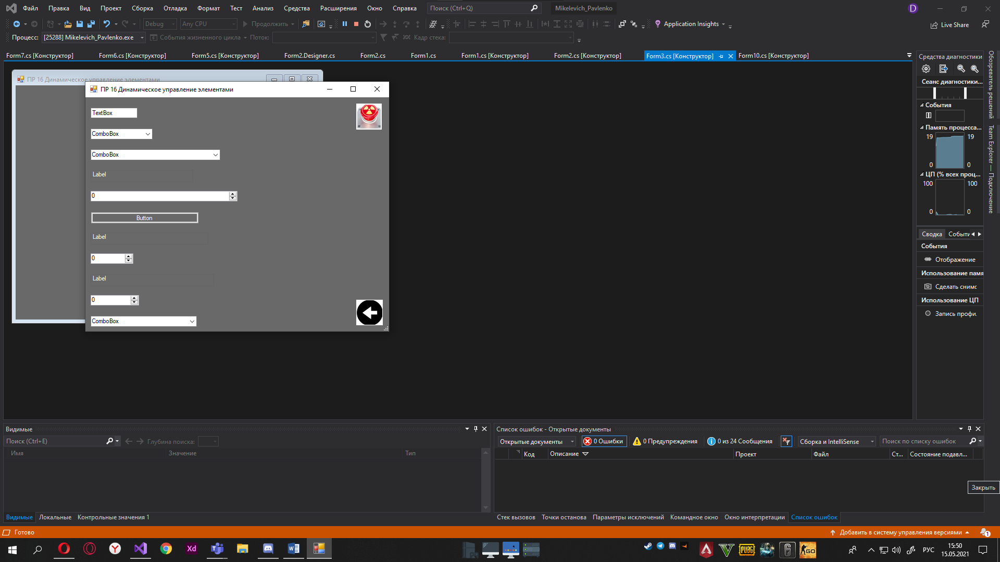 Файл Правка Вид Проект Сборка Отладка Формат Тест Анализ Средства Расширения Окно Справка Поиск (Ctrl+Q) Mikelevich_Pavlenko D
Debug Any CPU Продолжить Application Insights Live Share
Процесс: [25288] Mikelevich_Pavlenko.exe События жизненного цикла Поток: Кадр стека:
Form7.cs [Конструктор] Form6.cs [Конструктор] Form5.cs [Конструктор] Form2.Designer.cs Form2.cs Form1.cs Form1.cs [Конструктор] Form2.cs [Конструктор] Form3.cs [Конструктор] Form10.cs [Конструктор]
ПР 16 Динамическое управление элементами
ПР 16 Динамическое управление элементами
TextBox
ComboBox
ComboBox
Label
0
Button
Label
0
Label
0
ComboBox
Средства диагностики
Сеанс диагностики...
События
Память процесса...
19 19
0 0
ЦП (% всех проц...
100 100
0 0
Сводка Событи
События
Отображение
Использование памя
Сделать снимс
Использование ЦП
Запись профи.
Обозреватель решений
Team Explorer — Подключение
Видимые
Поиск (Ctrl+E) Глубина поиска:
Имя Значение Тип
Видимые Локальные Контрольные значения 1
Список ошибок - Открытые документы
Открытые документы 0 Ошибки 0 Предупреждения 0 из 24 Сообщения Сборка и IntelliSense Поиск по списку ошибок
Код Описание Проект Файл Ст... Состояние подавл...
Закрыть
Стек вызовов Точки останова Параметры исключений Командное окно Окно интерпретации Список ошибок
Готово Добавить в систему управления версиями 1
Xd PUBG GO РУС 15:50
15.05.2021